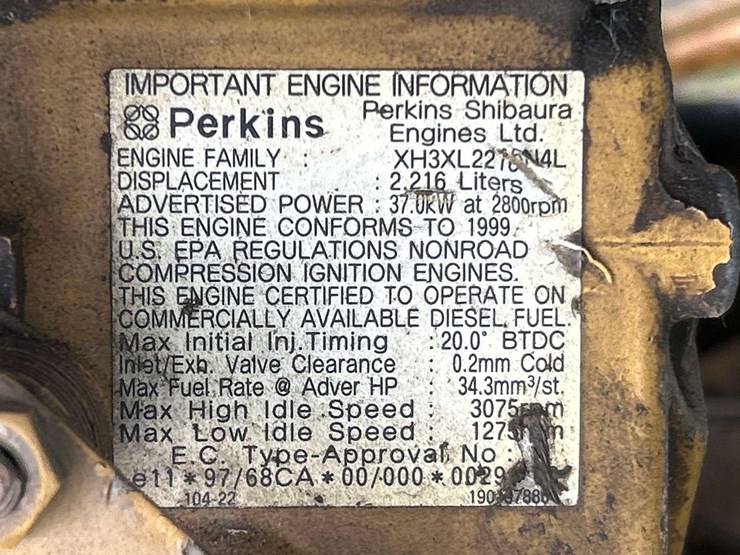 IMPORTANT ENGINE INFORMATION
Perkins
Perkins Shibaura
Engines Ltd.
ENGINE FAMILY :
DISPLACEMENT : 2.216 Liters
ADVERTISED POWER : 37.0kW at 2800rpm
THIS ENGINE CONFORMS TO 1999
U.S. EPA REGULATIONS NONROAD
COMPRESSION IGNITION ENGINES.
THIS ENGINE CERTIFIED TO OPERATE ON
COMMERCIALLY AVAILABLE DIESEL FUEL.
Max Initial Inj.Timing : 20.0° BTDC
Inlet/Exh. Valve Clearance : 0.2mm Cold
Max Fuel Rate @ Adver HP : 34.3mm³/st.
Max High Idle Speed : 3075rpm
Max Low Idle Speed :
E.C. Type-Approval No :
104-22